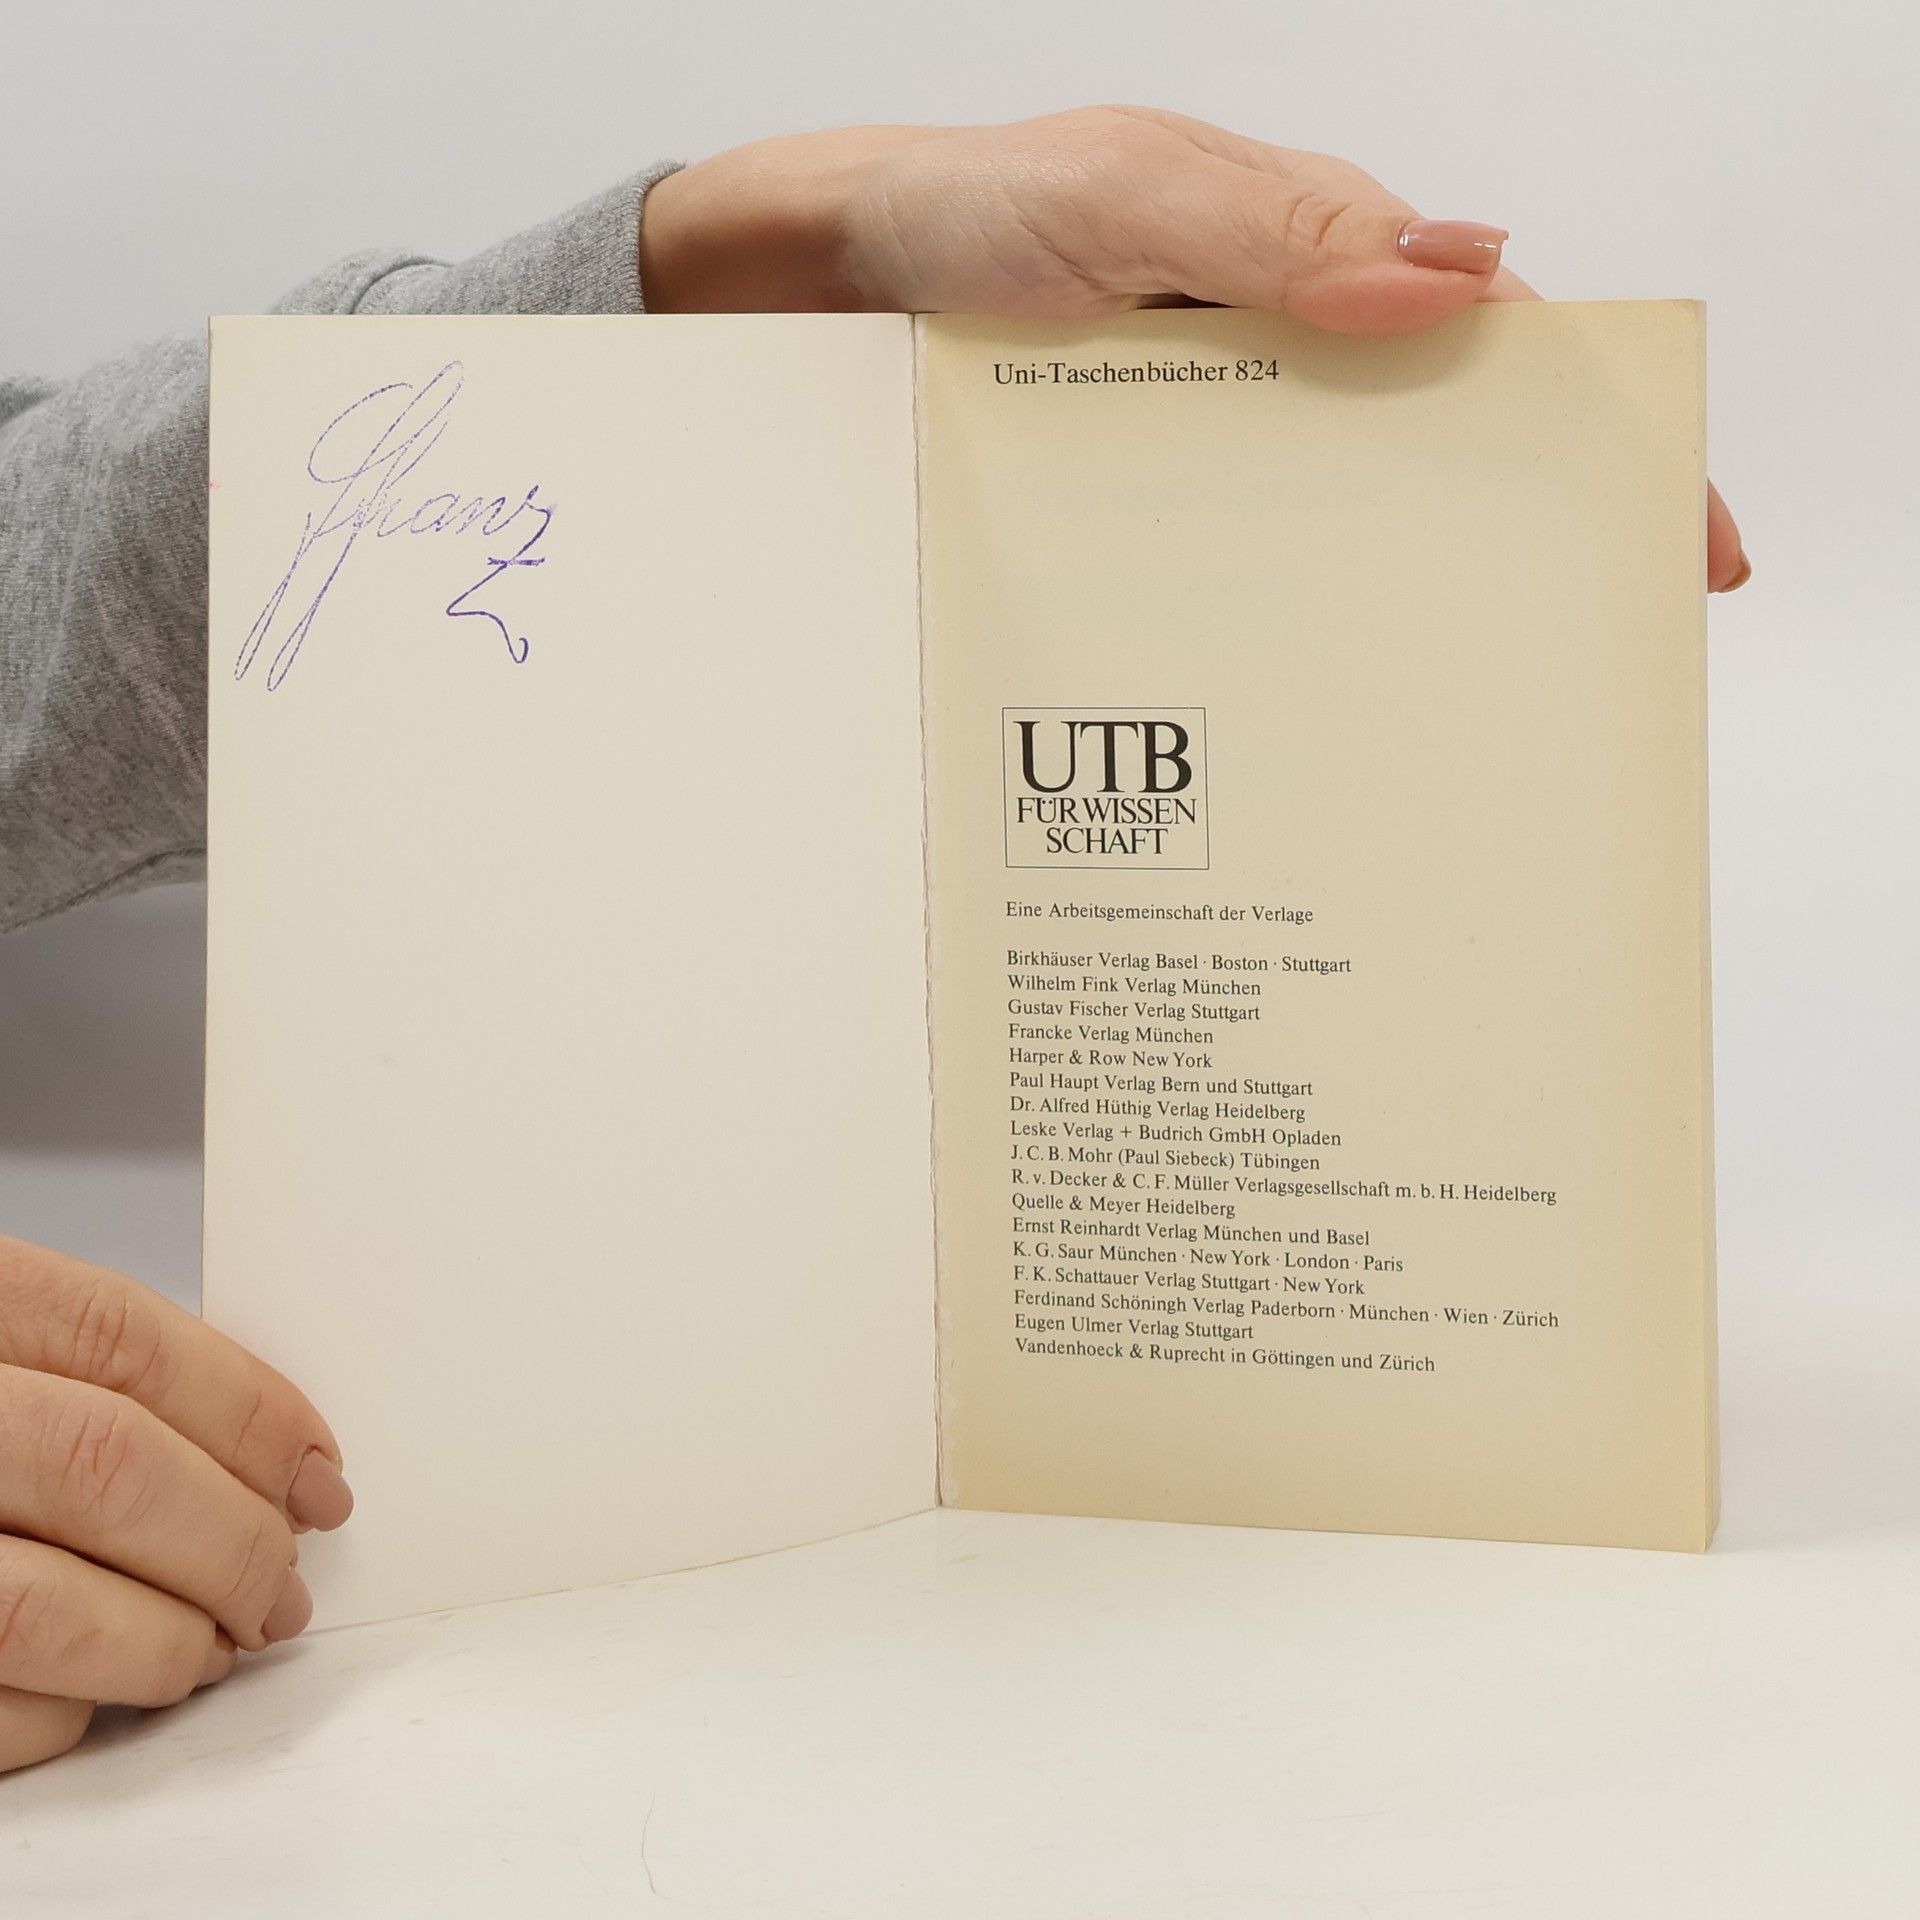 Franz
Uni-Taschenbücher 824
UTB
FÜR WISSEN
SCHAFT
Eine Arbeitsgemeinschaft der Verlage
Birkhäuser Verlag Basel · Boston · Stuttgart
Wilhelm Fink Verlag München
Gustav Fischer Verlag Stuttgart
Francke Verlag München
Harper & Row New York
Paul Haupt Verlag Bern und Stuttgart
Dr. Alfred Hüthig Verlag Heidelberg
Leske Verlag + Budrich GmbH Opladen
J. C. B. Mohr (Paul Siebeck) Tübingen
R. v. Decker & C. F. Müller Verlagsgesellschaft m. b. H. Heidelberg
Quelle & Meyer Heidelberg
Ernst Reinhardt Verlag München und Basel
K. G. Saur München · New York · London · Paris
F. K. Schattauer Verlag Stuttgart · New York
Ferdinand Schöningh Verlag Paderborn · München · Wien · Zürich
Eugen Ulmer Verlag Stuttgart
Vandenhoeck & Ruprecht in Göttingen und Zürich